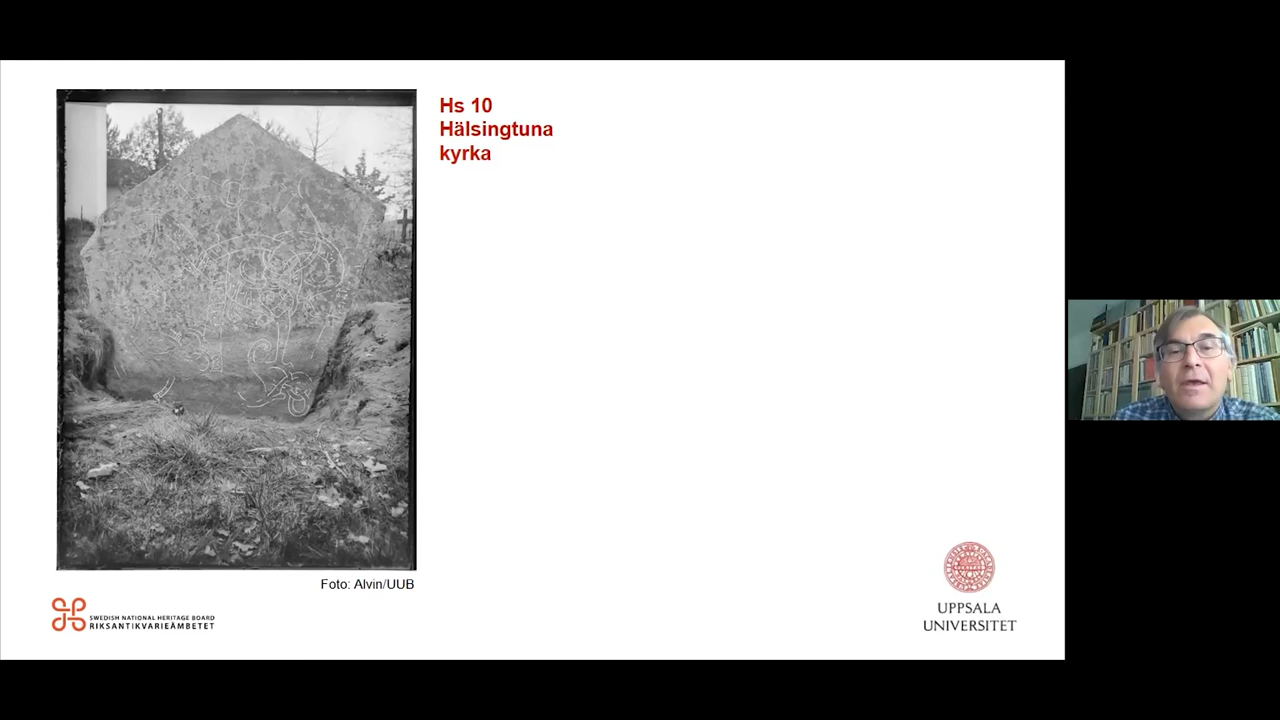 Hs 10
Hälsingtuna
kyrka
Foto: Alvin/UUB
SWEDISH NATIONAL HERITAGE BOARD
RIKSANTIKVARIEÄMBETET
UPPSALA
UNIVERSITET